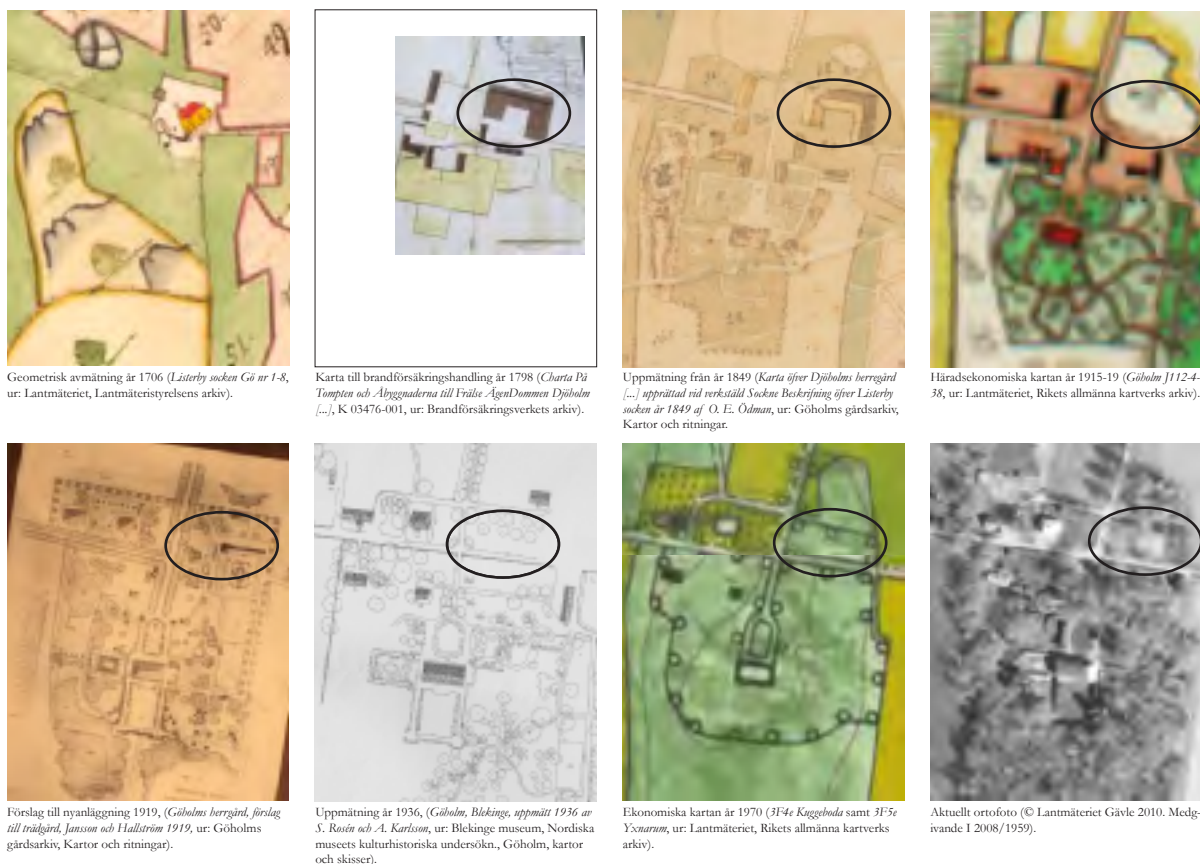 Geometrisk avmätning år 1706 (Listerby socken Gö nr 1-8,
ur: Lantmäteriet, Lantmäteristyrelsens arkiv).
Karta till brandförsäkringshandling år 1798 (Charta På
Tompten och Åbyggnaderna till Frälse ÄgenDommen Djöholm
[...], K 03476-001, ur: Brandförsäkringsverkets arkiv).
Uppmätning från år 1849 (Karta öfver Djöholms herregård
[...] upprättad vid verkstäld Sockne Beskrifning öfver Listerby
socken år 1849 af O. E. Ödman, ur: Göholms gårdsarkiv,
Kartor och ritningar.
Häradsekonomiska kartan år 1915-19 (Göholm J112-4-
38, ur: Lantmäteriet, Rikets allmänna kartverks arkiv).
Förslag till nyanläggning 1919, (Göholms herrgård, förslag
till trädgård, Jansson och Hallström 1919, ur: Göholms
gårdsarkiv, Kartor och ritningar).
Uppmätning år 1936, (Göholm, Blekinge, uppmätt 1936 av
S. Rosén och A. Karlsson, ur: Blekinge museum, Nordiska
museets kulturhistoriska undersökn., Göholm, kartor
och skisser).
Ekonomiska kartan år 1970 (3F4e Kuggeboda samt 3F5e
Yxnarum, ur: Lantmäteriet, Rikets allmänna kartverks
arkiv).
Aktuellt ortofoto (© Lantmäteriet Gävle 2010. Medg-
ivande I 2008/1959).